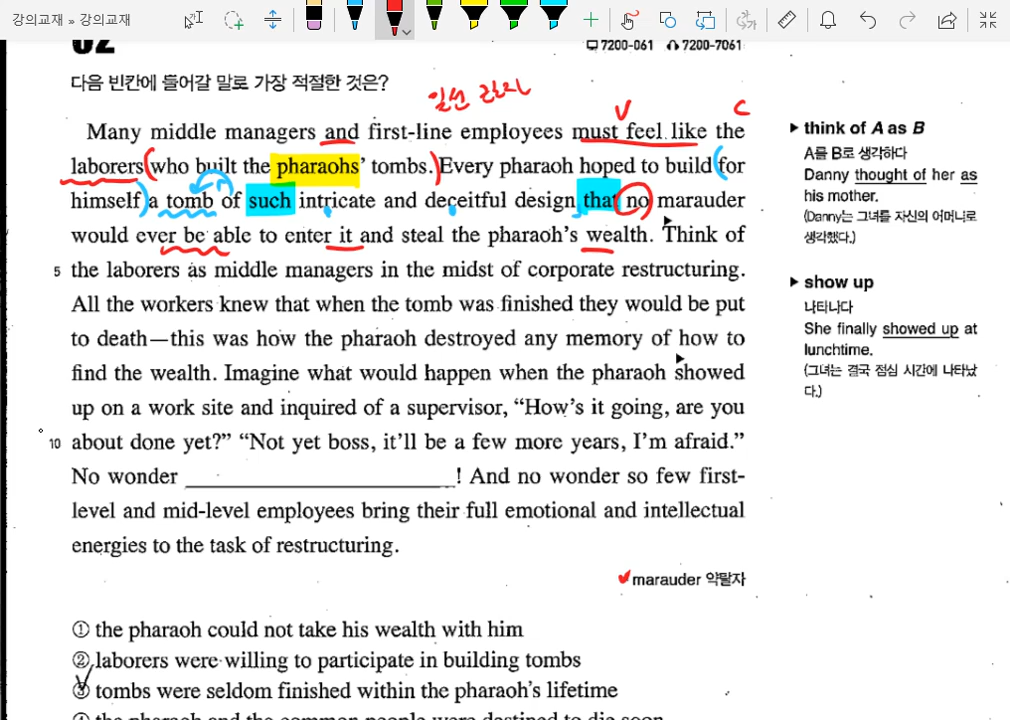 강의교재 » 강의교재
02
7200-061 7200-7061
다음 빈칸에 들어갈 말로 가장 적절한 것은?
일선
V
C
Many middle managers and first-line employees must feel like the
laborers (who built the pharaohs’ tombs.) Every pharaoh hoped to build (for
himself) a tomb of such intricate and deceitful design that no marauder
would ever be able to enter it and steal the pharaoh’s wealth. Think of
5 the laborers as middle managers in the midst of corporate restructuring.
All the workers knew that when the tomb was finished they would be put
to death—this was how the pharaoh destroyed any memory of how to
find the wealth. Imagine what would happen when the pharaoh showed
up on a work site and inquired of a supervisor, “How’s it going, are you
10 about done yet?” “Not yet boss, it’ll be a few more years, I’m afraid.”
No wonder ____________________! And no wonder so few first-
level and mid-level employees bring their full emotional and intellectual
energies to the task of restructuring.
marauder 약탈자
① the pharaoh could not take his wealth with him
② laborers were willing to participate in building tombs
③ tombs were seldom finished within the pharaoh’s lifetime
④ the pharaoh and the common people were destined to die soon
▶ think of A as B
A를 B로 생각하다
Danny thought of her as
his mother.
(Danny는 그녀를 자신의 어머니로
생각했다.)
▶ show up
나타나다
She finally showed up at
lunchtime.
(그녀는 결국 점심 시간에 나타났
다.)